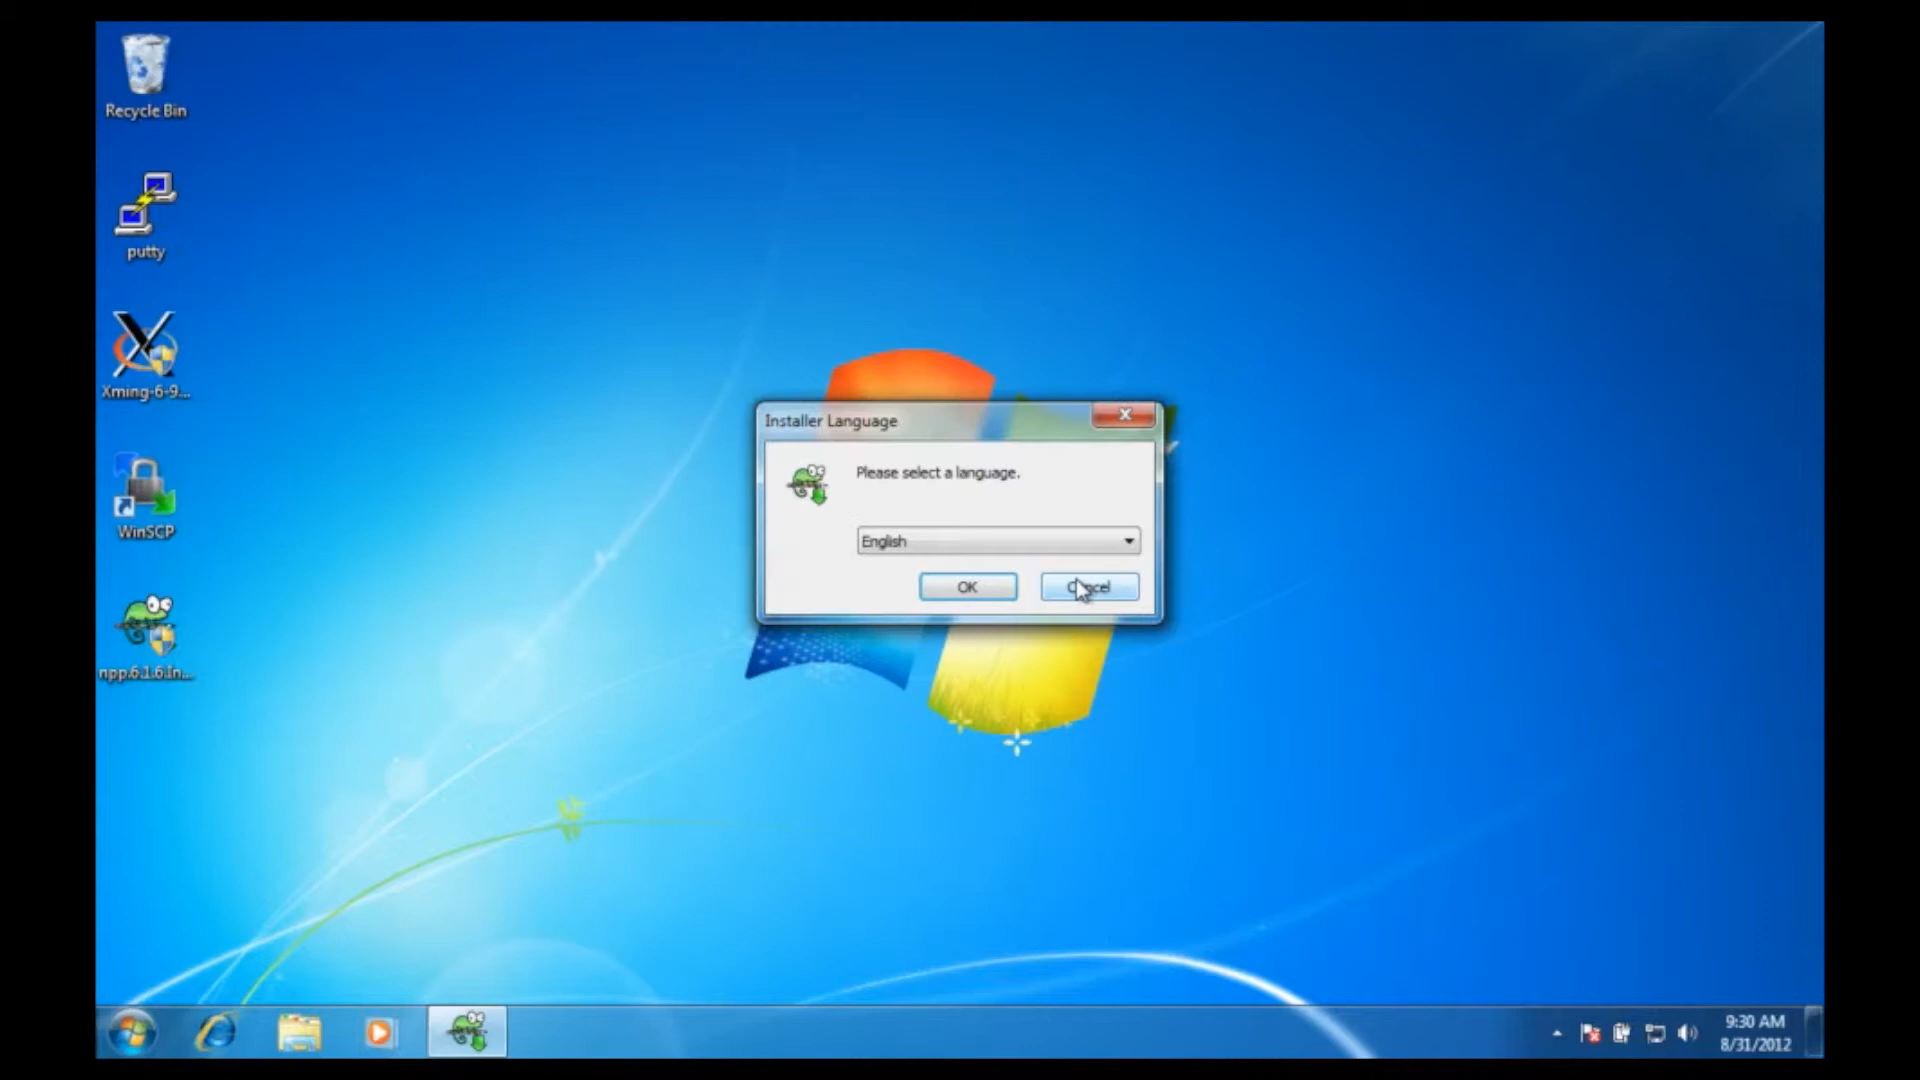 Recycle Bin
putty
Xming-6-9...
WinSCP
npp.6.1.6.In...
Installer Language
Please select a language.
English
OK
Cancel
9:30 AM
8/31/2012